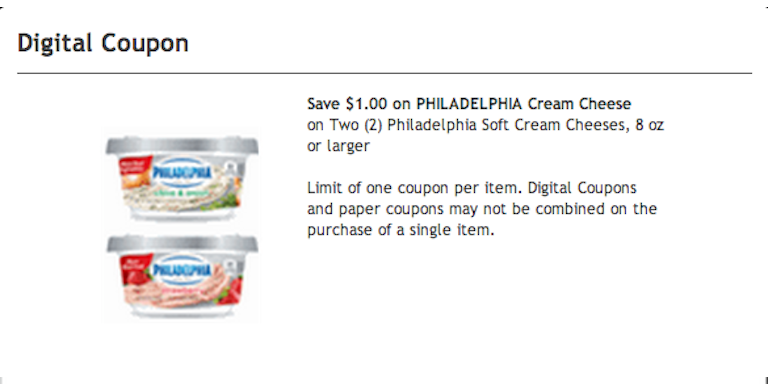 Digital Coupon
Save $1.00 on PHILADELPHIA Cream Cheese
on Two (2) Philadelphia Soft Cream Cheeses, 8 oz
or larger
Limit of one coupon per item. Digital Coupons
and paper coupons may not be combined on the
purchase of a single item.
PHILADELPHIA
PHILADELPHIA